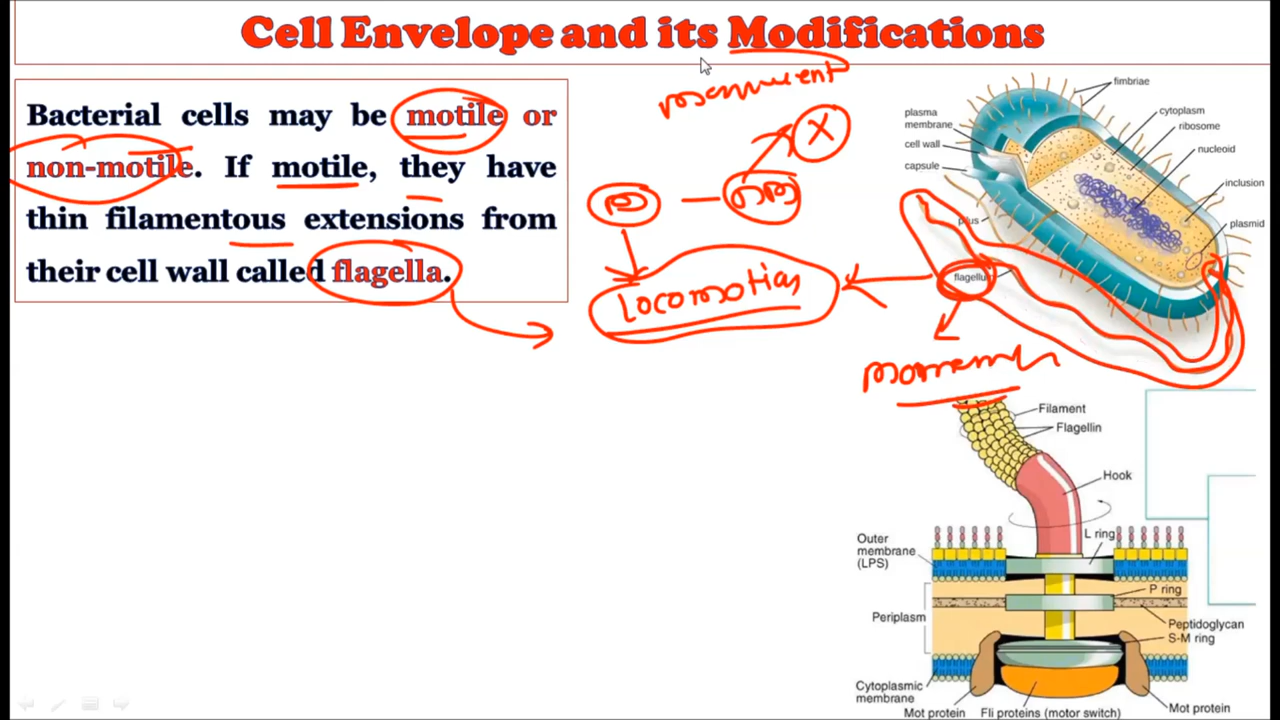 Cell Envelope and its Modifications
Bacterial cells may be motile or
non-motile. If motile, they have
thin filamentous extensions from
their cell wall called flagella.
movement
X
M
NM
Locomotion
movement
fimbriae
plasma
membrane
cell wall
capsule
pilus
cytoplasm
ribosome
nucleoid
inclusion
plasmid
Filament
Flagellin
Hook
L ring
Outer
membrane
(LPS)
P ring
Periplasm
Peptidoglycan
S-M ring
Cytoplasmic
membrane
Mot protein
Fli proteins (motor switch)
Mot protein